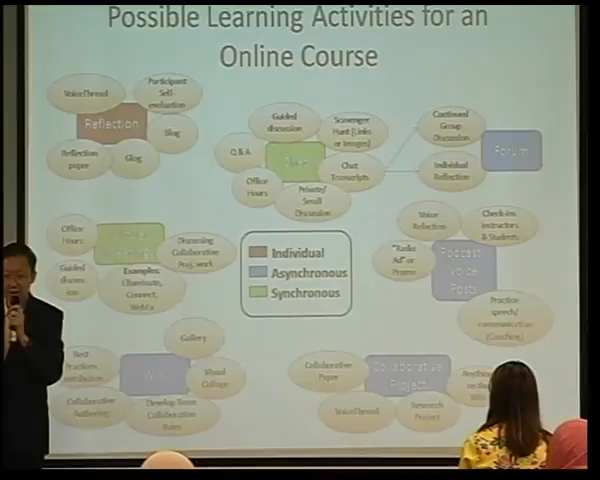 Possible Learning Activities for an
Online Course
VoiceThread
Participant
Self-
evaluation
Reflection
Blog
Reflection
paper
Glog
Guided
discussion
Scavenger
Hunt (Links
or Images)
Q & A
Chat
Transcripts
Office
Hours
Private/
Small
Discussion
Continued
Group
Discussion
Individual
Reflection
Forum
Office
Hours
Discussing
Collaborative
Proj. work
Guided
Examples:
Elluminate,
Connect,
Individual
Asynchronous
Synchronous
Voice
Reflection
Check-ins
instructors
& Students
"Radio
Ad" or
Promo
Podcast
Voice
Posts
Practice
speech/
communication
(Coaching)
Gallery
Best
Practices
Visual
Collage
Collaborative
Authoring
Develop Team
Collaboration
Rules
Collaborative
Paper
Collaborative
Project
VoiceThread
Research
Project